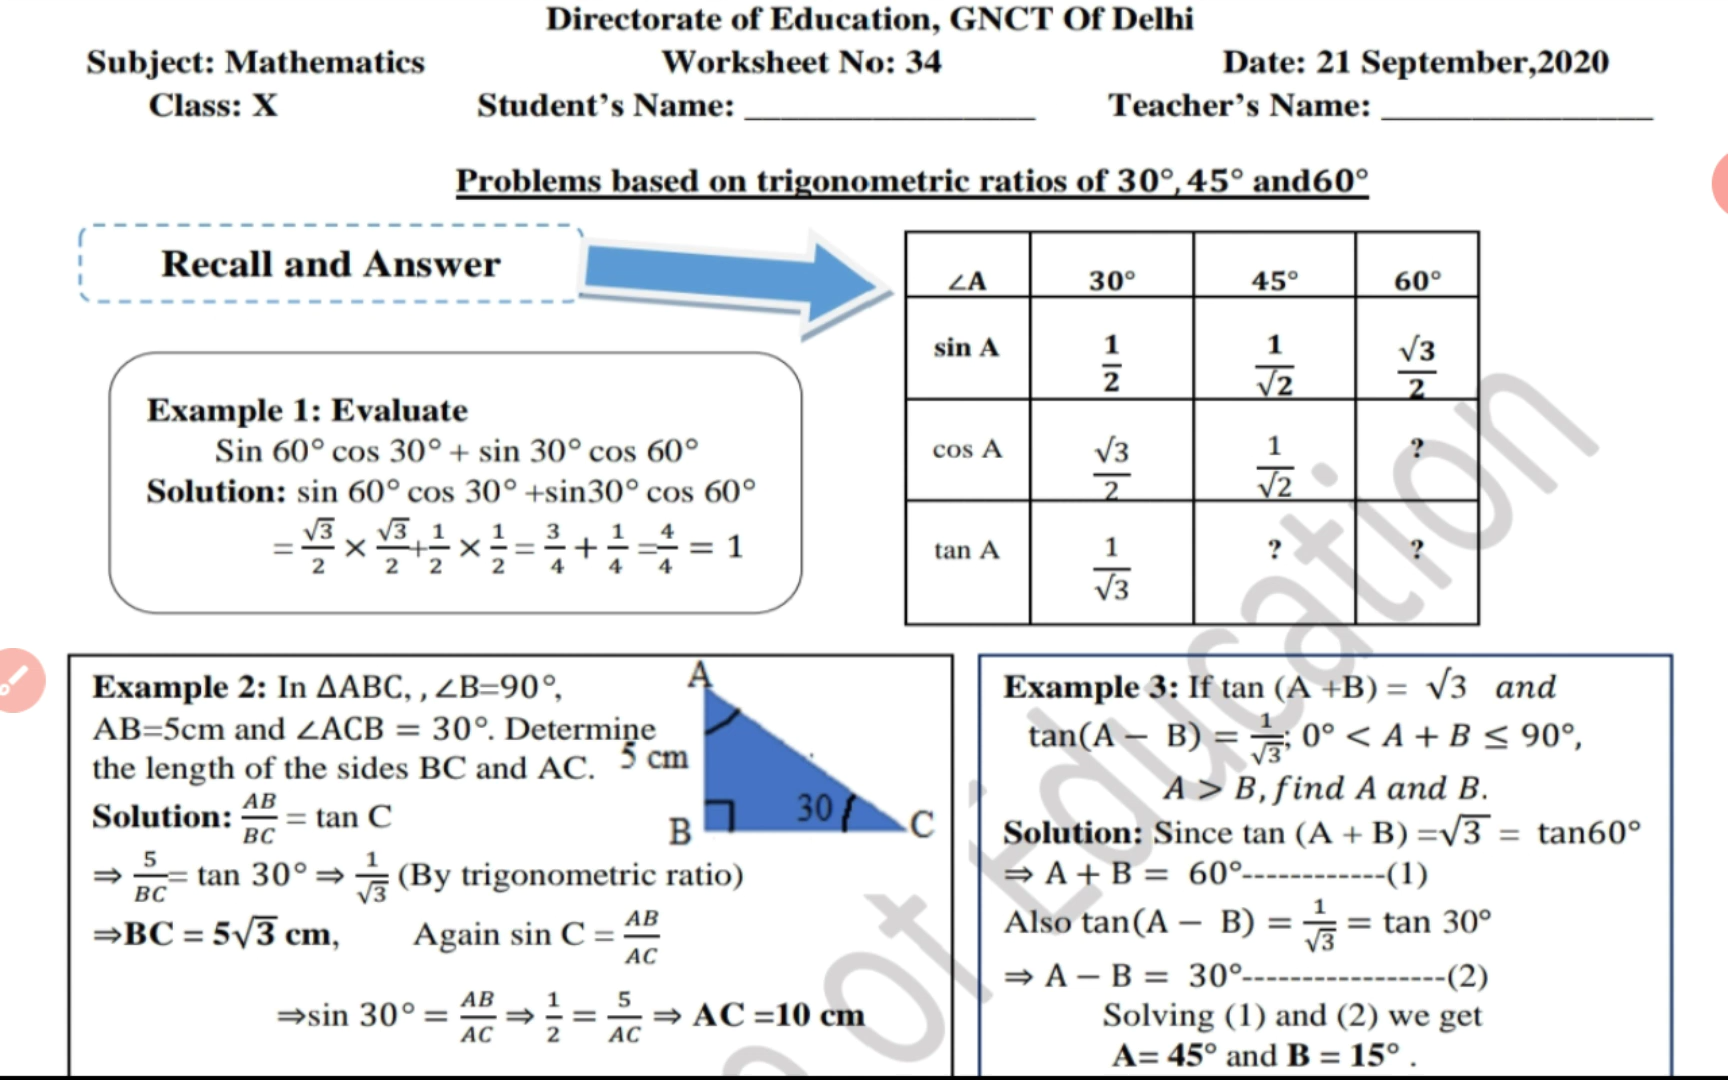 Directorate of Education, GNCT Of Delhi
Subject: Mathematics Worksheet No: 34 Date: 21 September,2020
Class: X Student’s Name: ________________ Teacher’s Name: _______________
Problems based on trigonometric ratios of 30°,45° and60°
Recall and Answer
∠A 30° 45° 60°
sin A 1/2 1/√2 √3/2
cos A √3/2 1/√2 ?
tan A 1/√3 ? ?
Example 1: Evaluate
Sin 60° cos 30° + sin 30° cos 60°
Solution: sin 60° cos 30° +sin30° cos 60°
= √3/2 × √3/2 + 1/2 × 1/2 = 3/4 + 1/4 = 4/4 = 1
Example 2: In ΔABC, , ∠B=90°,
AB=5cm and ∠ACB = 30°. Determine
the length of the sides BC and AC.
Solution: AB/BC = tan C
⇒ 5/BC = tan 30° ⇒ 1/√3 (By trigonometric ratio)
⇒BC = 5√3 cm, Again sin C = AB/AC
⇒sin 30° = AB/AC ⇒ 1/2 = 5/AC ⇒ AC =10 cm
A
5 cm
B
30
C
Example 3: If tan (A +B) = √3 and
tan(A − B) = 1/√3; 0° < A + B ≤ 90°,
A > B, find A and B.
Solution: Since tan (A + B) =√3 = tan60°
⇒ A + B = 60°------------(1)
Also tan(A − B) = 1/√3 = tan 30°
⇒ A − B = 30°-----------------(2)
Solving (1) and (2) we get
A= 45° and B = 15° .
of Education